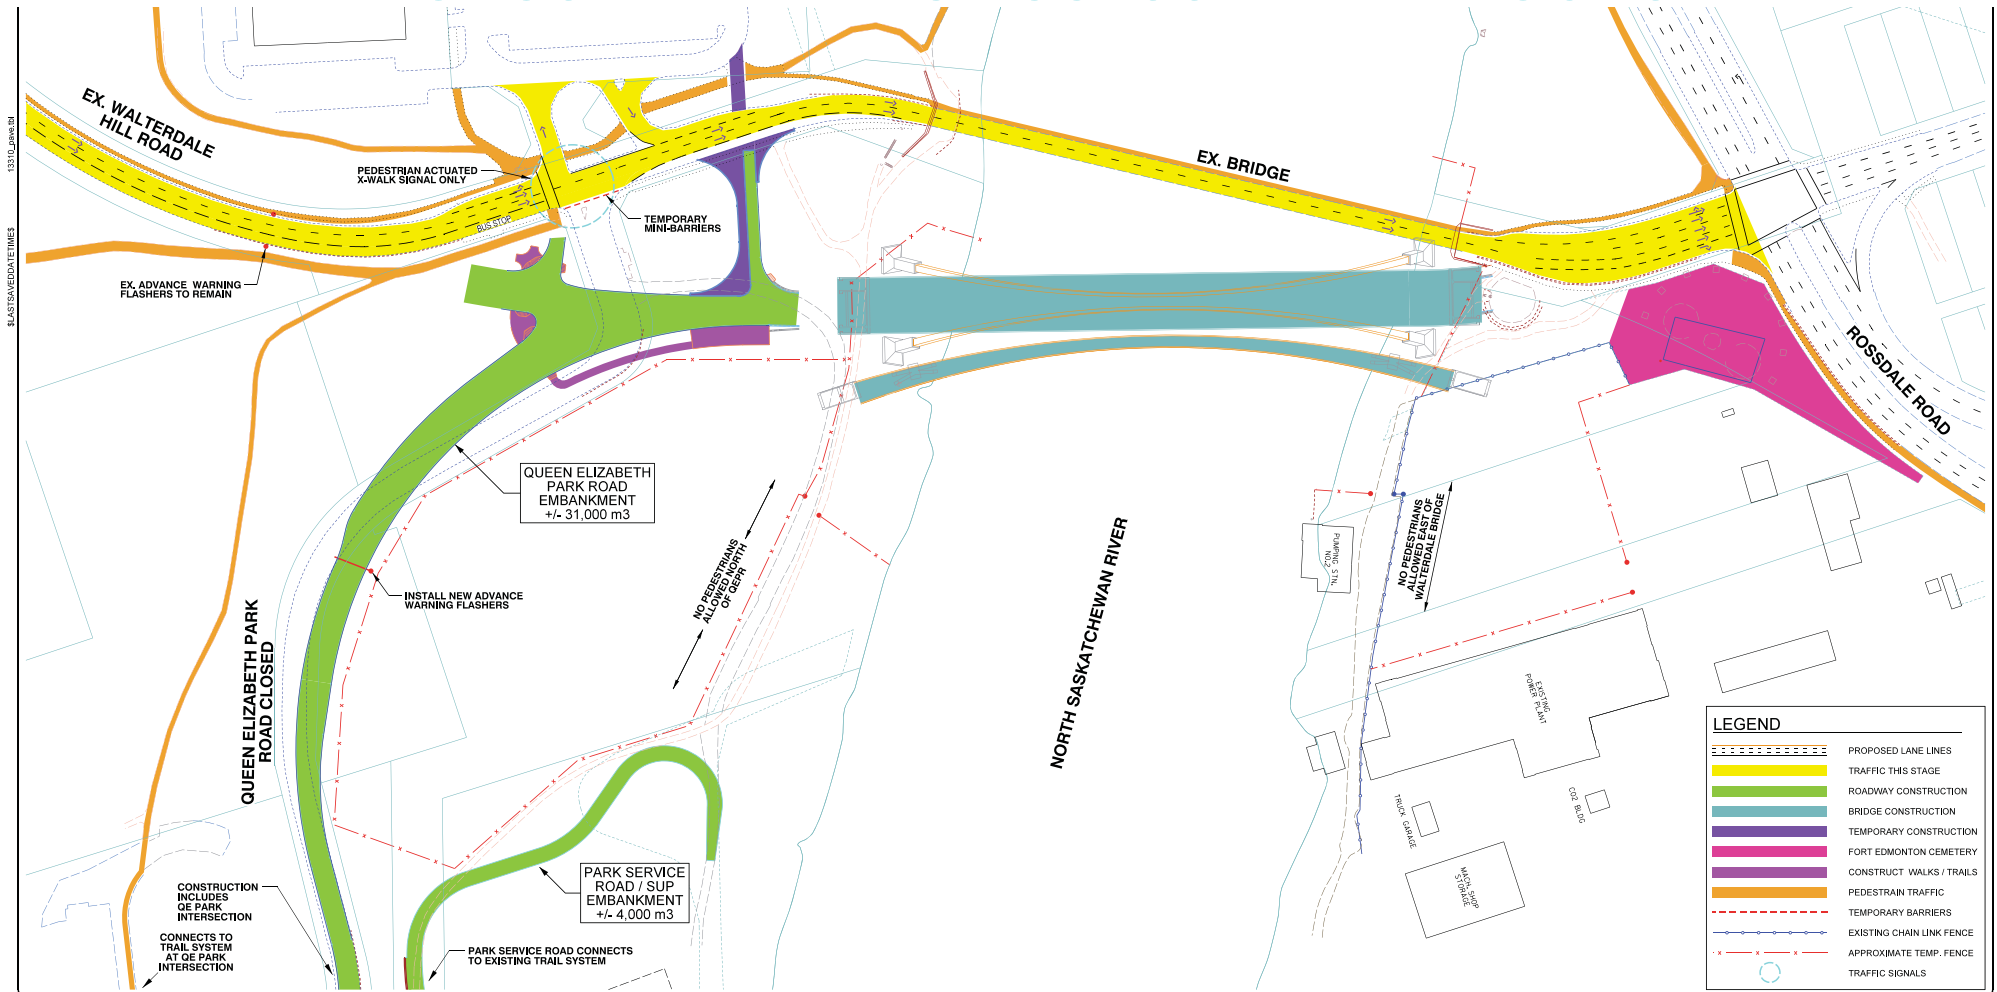 13310_pave.tbl
$LASTSAVEDDATETIME$
EX. WALTERDALE
HILL ROAD
PEDESTRIAN ACTUATED
X-WALK SIGNAL ONLY
BUS STOP
TEMPORARY
MINI-BARRIERS
EX. ADVANCE WARNING
FLASHERS TO REMAIN
EX. BRIDGE
ROSSDALE ROAD
QUEEN ELIZABETH
PARK ROAD
EMBANKMENT
+/- 31,000 m3
INSTALL NEW ADVANCE
WARNING FLASHERS
NO PEDESTRIANS
ALLOWED NORTH
OF QEPR
NORTH SASKATCHEWAN RIVER
PUMPING STN.
NO.2
NO PEDESTRIANS
ALLOWED EAST OF
WALTERDALE BRIDGE
QUEEN ELIZABETH PARK
ROAD CLOSED
EXISTING
POWER PLANT
TRUCK GARAGE
CO2 BLDG
MACH. SHOP
STORAGE
PARK SERVICE
ROAD / SUP
EMBANKMENT
+/- 4,000 m3
CONSTRUCTION
INCLUDES
QE PARK
INTERSECTION
CONNECTS TO
TRAIL SYSTEM
AT QE PARK
INTERSECTION
PARK SERVICE ROAD CONNECTS
TO EXISTING TRAIL SYSTEM
LEGEND
PROPOSED LANE LINES
TRAFFIC THIS STAGE
ROADWAY CONSTRUCTION
BRIDGE CONSTRUCTION
TEMPORARY CONSTRUCTION
FORT EDMONTON CEMETERY
CONSTRUCT WALKS / TRAILS
PEDESTRAIN TRAFFIC
TEMPORARY BARRIERS
EXISTING CHAIN LINK FENCE
APPROXIMATE TEMP. FENCE
TRAFFIC SIGNALS